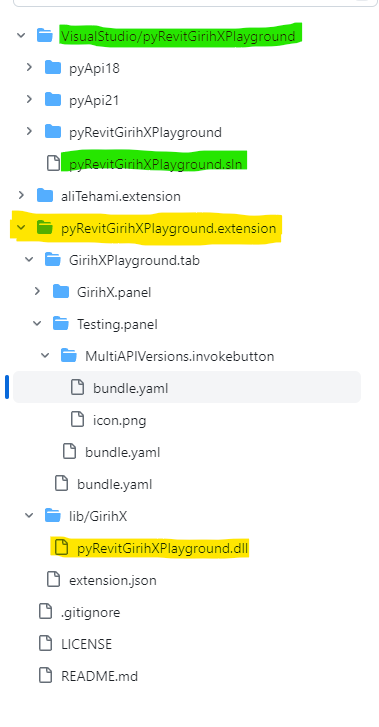 VisualStudio/pyRevitGirihXPlayground
pyApi18
pyApi21
pyRevitGirihXPlayground
pyRevitGirihXPlayground.sln
aliTehami.extension
pyRevitGirihXPlayground.extension
GirihXPlayground.tab
GirihX.panel
Testing.panel
MultiAPIVersions.invokebutton
bundle.yaml
icon.png
bundle.yaml
bundle.yaml
lib/GirihX
pyRevitGirihXPlayground.dll
extension.json
.gitignore
LICENSE
README.md